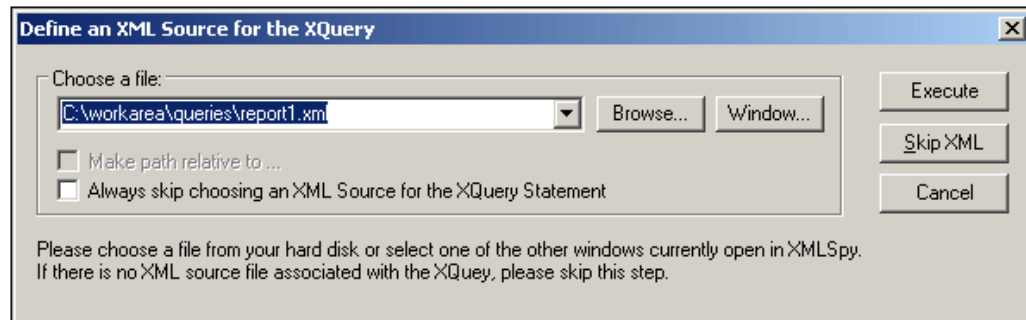 Define an XML Source for the XQuery
Choose a file:
C:\workarea\queries\report1.xml
Browse...
Window...
Execute
Make path relative to ...
Skip XML
Always skip choosing an XML Source for the XQuery Statement
Cancel
Please choose a file from your hard disk or select one of the other windows currently open in XMLSpy.
If there is no XML source file associated with the XQuey, please skip this step.